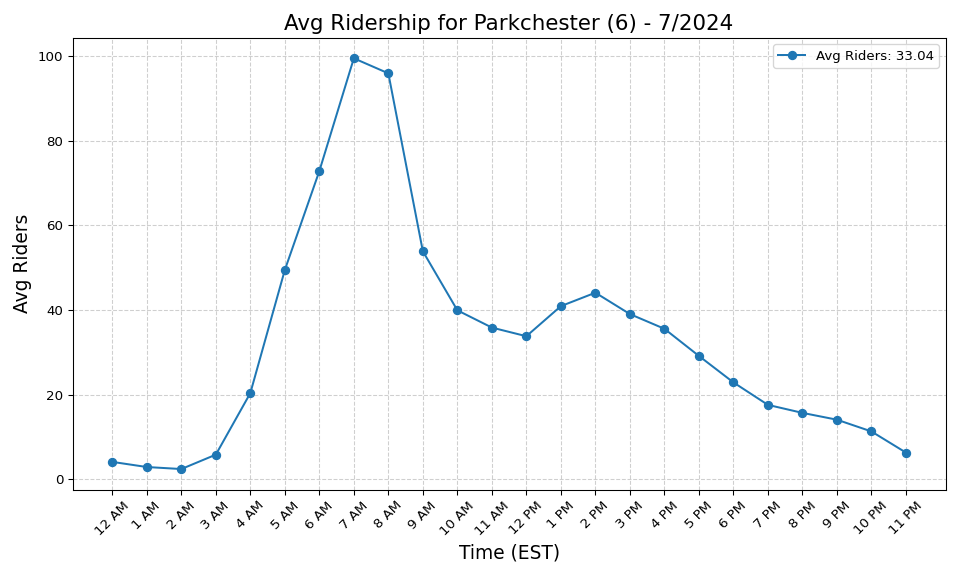 Avg Ridership for Parkchester (6) - 7/2024
Avg Riders: 33.04
Avg Riders
100
80
60
40
20
0
12 AM
1 AM
2 AM
3 AM
4 AM
5 AM
6 AM
7 AM
8 AM
9 AM
10 AM
11 AM
12 PM
1 PM
2 PM
3 PM
4 PM
5 PM
6 PM
7 PM
8 PM
9 PM
10 PM
11 PM
Time (EST)